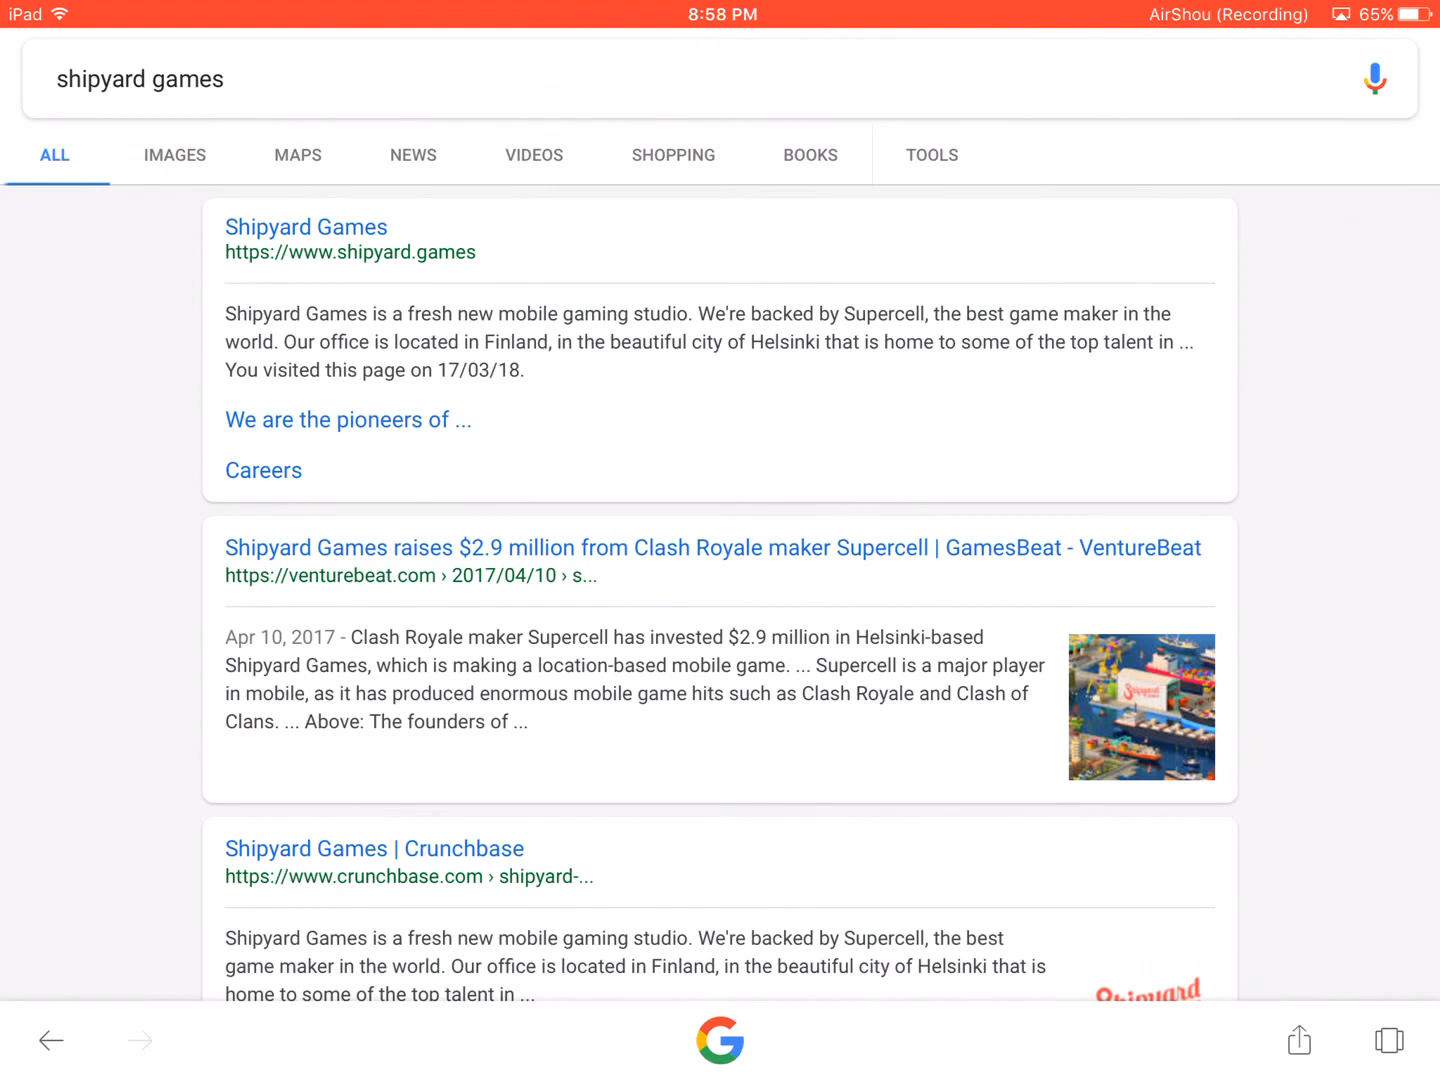 iPad 8:58 PM AirShou (Recording) 65%
shipyard games
ALL IMAGES MAPS NEWS VIDEOS SHOPPING BOOKS TOOLS
Shipyard Games
https://www.shipyard.games
Shipyard Games is a fresh new mobile gaming studio. We're backed by Supercell, the best game maker in the
world. Our office is located in Finland, in the beautiful city of Helsinki that is home to some of the top talent in ...
You visited this page on 17/03/18.
We are the pioneers of ...
Careers
Shipyard Games raises $2.9 million from Clash Royale maker Supercell | GamesBeat - VentureBeat
https://venturebeat.com › 2017/04/10 › s...
Apr 10, 2017 - Clash Royale maker Supercell has invested $2.9 million in Helsinki-based
Shipyard Games, which is making a location-based mobile game. ... Supercell is a major player
in mobile, as it has produced enormous mobile game hits such as Clash Royale and Clash of
Clans. ... Above: The founders of ...
Shipyard
Shipyard Games | Crunchbase
https://www.crunchbase.com › shipyard-...
Shipyard Games is a fresh new mobile gaming studio. We're backed by Supercell, the best
game maker in the world. Our office is located in Finland, in the beautiful city of Helsinki that is
home to some of the top talent in ...
Shipyard